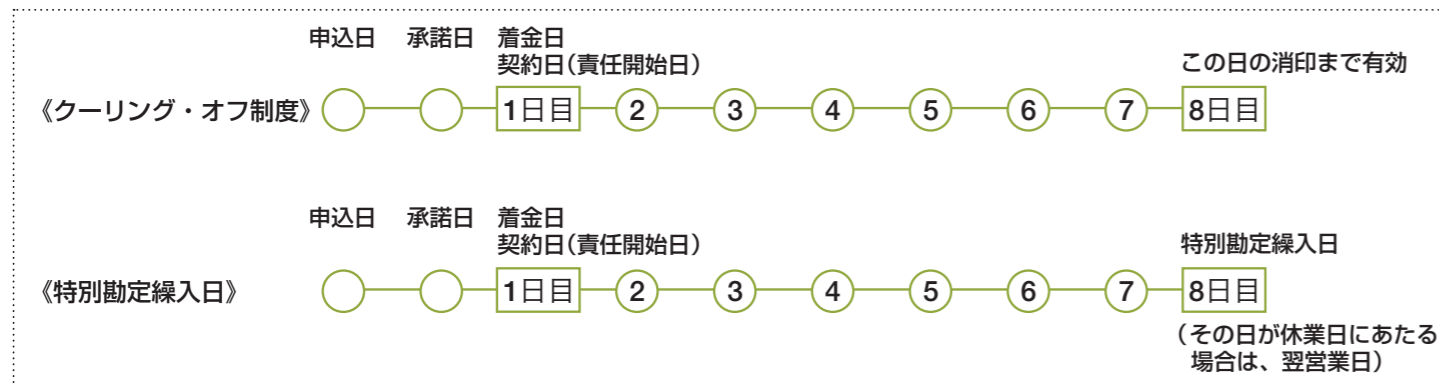 申込日 承諾日 着金日
契約日(責任開始日) この日の消印まで有効
《クーリング・オフ制度》 1日目 2 3 4 5 6 7 8日目
申込日 承諾日 着金日
契約日(責任開始日) 特別勘定繰入日
《特別勘定繰入日》 1日目 2 3 4 5 6 7 8日目
(その日が休業日にあたる
場合は、翌営業日)